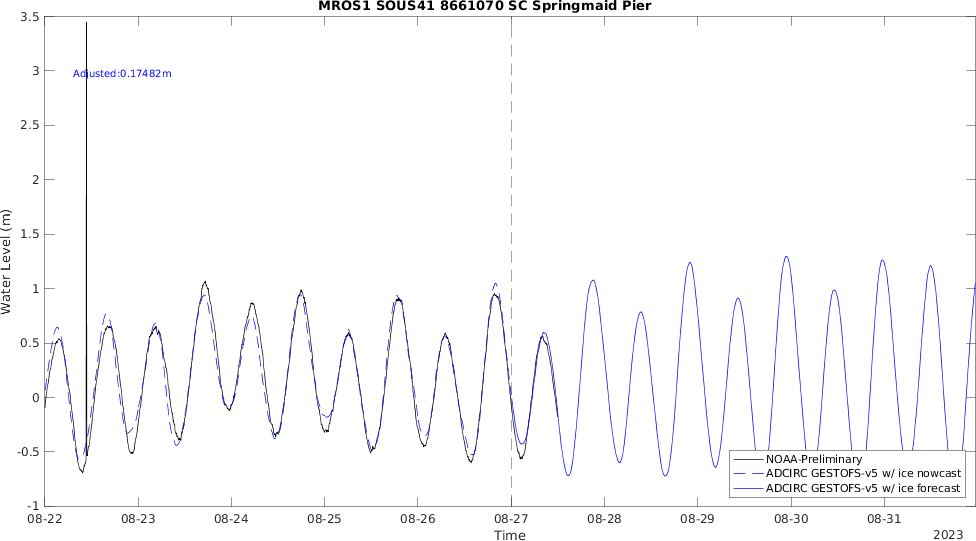 MROS1 SOUS41 8661070 SC Springmaid Pier
3.5
3
2.5
2
1.5
1
0.5
0
-0.5
-1
Water Level (m)
Adjusted:0.17482m
NOAA-Preliminary
ADCIRC GESTOFS-v5 w/ ice nowcast
ADCIRC GESTOFS-v5 w/ ice forecast
08-22 08-23 08-24 08-25 08-26 08-27 08-28 08-29 08-30 08-31
Time
2023